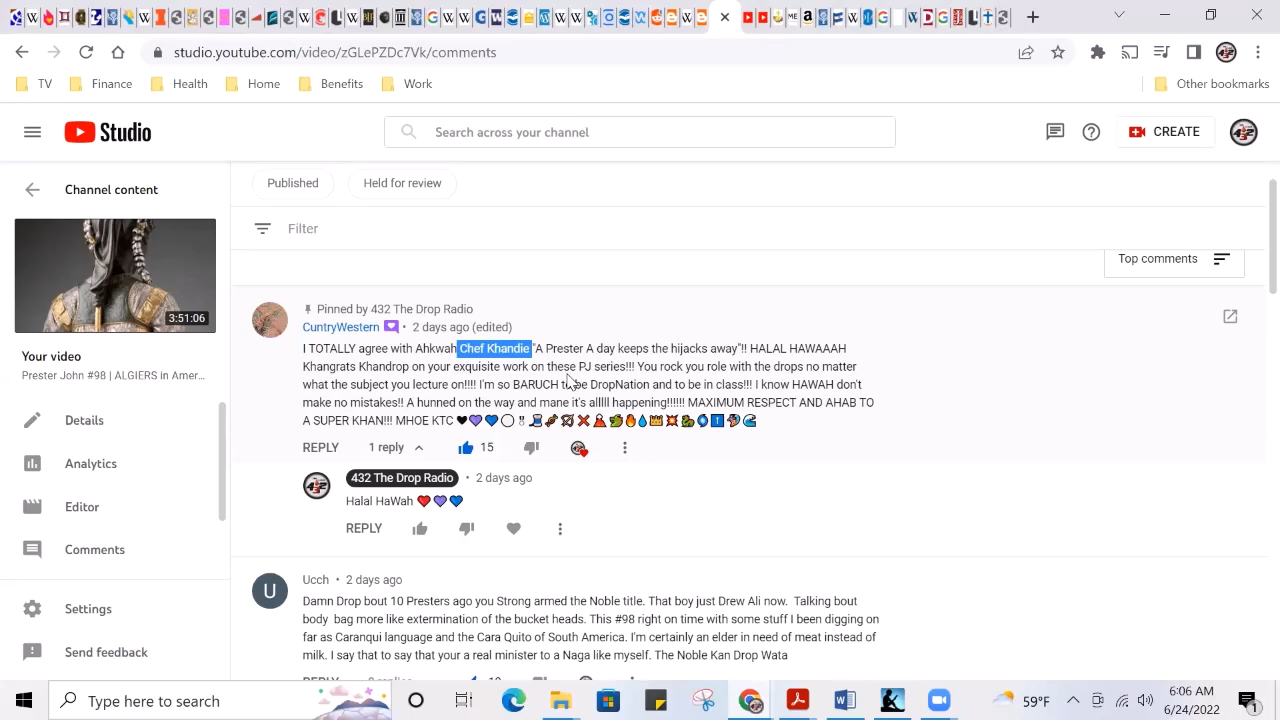 studio.youtube.com/video/zGLePZDc7Vk/comments
TV Finance Health Home Benefits Work Other bookmarks
Studio Search across your channel CREATE
Channel content
3:51:06
Your video
Prester John #98 | ALGIERS in Amer...
Details
Analytics
Editor
Comments
Settings
Send feedback
Published Held for review
Filter
Top comments
Pinned by 432 The Drop Radio
CuntryWestern • 2 days ago (edited)
I TOTALLY agree with Ahkwah Chef Khandie "A Prester A day keeps the hijacks away"!! HALAL HAWAAAH
Khangrats Khandrop on your exquisite work on these PJ series!!! You rock you role with the drops no matter
what the subject you lecture on!!!! I'm so BARUCH to be DropNation and to be in class!!! I know HAWAH don't
make no mistakes!! A hunned on the way and mane it's alllll happening!!!!!! MAXIMUM RESPECT AND AHAB TO
A SUPER KHAN!!! MHOE KTC
REPLY 1 reply 15
432 The Drop Radio • 2 days ago
Halal HaWah
REPLY
U
Ucch • 2 days ago
Damn Drop bout 10 Presters ago you Strong armed the Noble title. That boy just Drew Ali now. Talking bout
body bag more like extermination of the bucket heads. This #98 right on time with some stuff I been digging on
far as Caranqui language and the Cara Quito of South America. I'm certainly an elder in need of meat instead of
milk. I say that to say that your a real minister to a Naga like myself. The Noble Kan Drop Wata
Type here to search
59°F
6:06 AM
6/24/2022